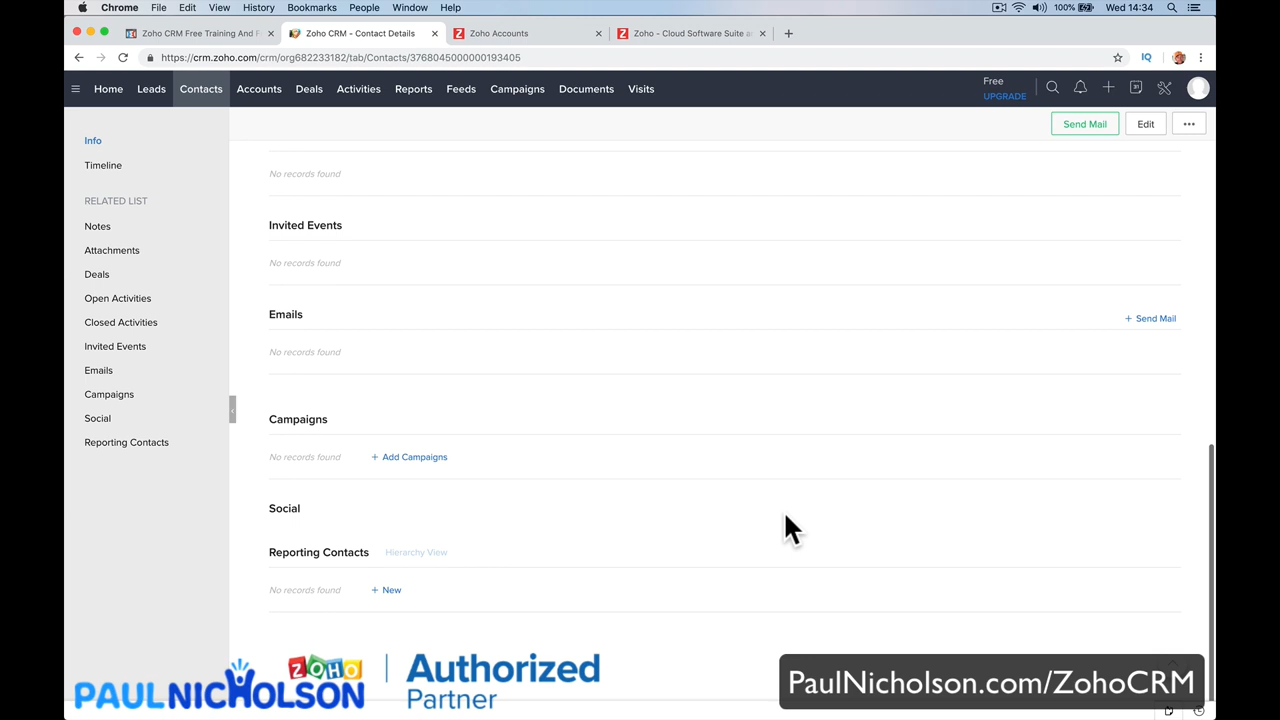 Chrome File Edit View History Bookmarks People Window Help 100% Wed 14:34
Zoho CRM Free Training And F Zoho CRM - Contact Details Zoho Accounts Zoho - Cloud Software Suite a
https://crm.zoho.com/crm/org682233182/tab/Contacts/3768045000000193405 IQ
Home Leads Contacts Accounts Deals Activities Reports Feeds Campaigns Documents Visits Free
UPGRADE
Send Mail Edit
Info
Timeline
RELATED LIST
Notes
Attachments
Deals
Open Activities
Closed Activities
Invited Events
Emails
Campaigns
Social
Reporting Contacts
No records found
Invited Events
No records found
Emails + Send Mail
No records found
Campaigns
No records found + Add Campaigns
Social
Reporting Contacts Hierarchy View
No records found + New
PAULNICHOLSON ZOHO Authorized
Partner
PaulNicholson.com/ZohoCRM